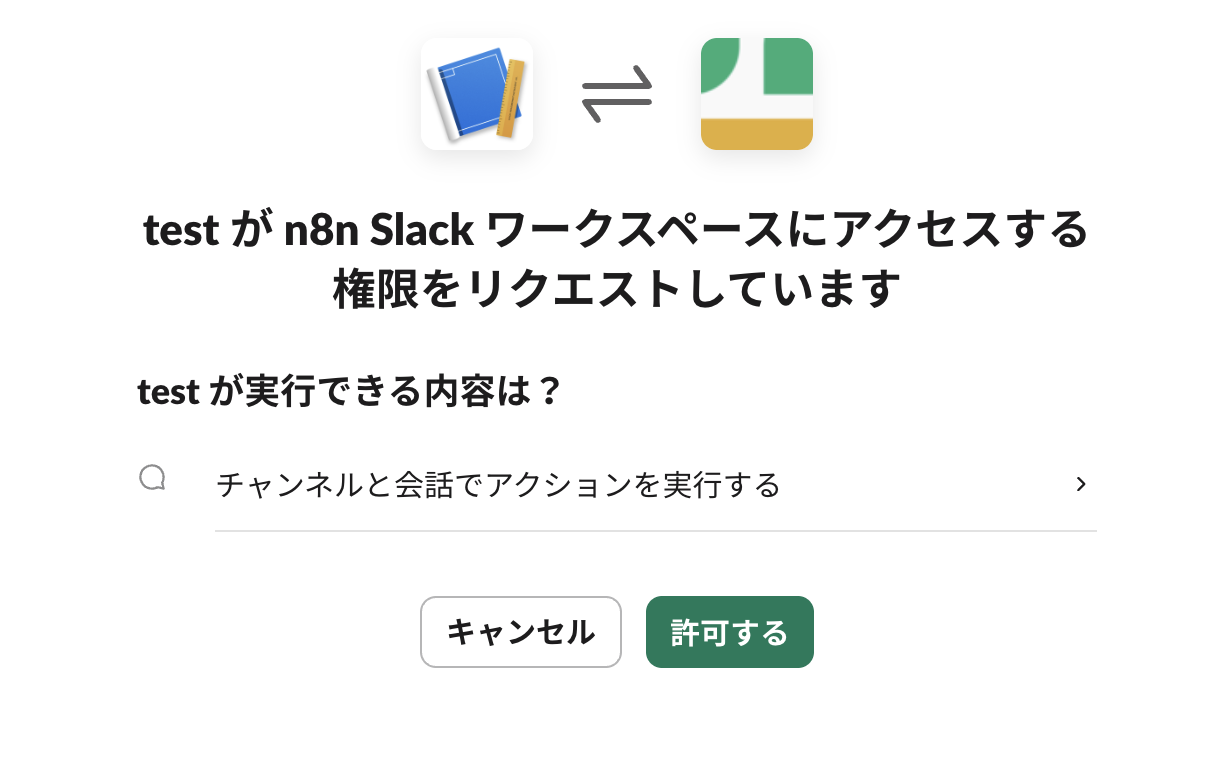 test が n8n Slack ワークスペースにアクセスする
権限をリクエストしています
test が実行できる内容は？
チャンネルと会話でアクションを実行する
キャンセル
許可する